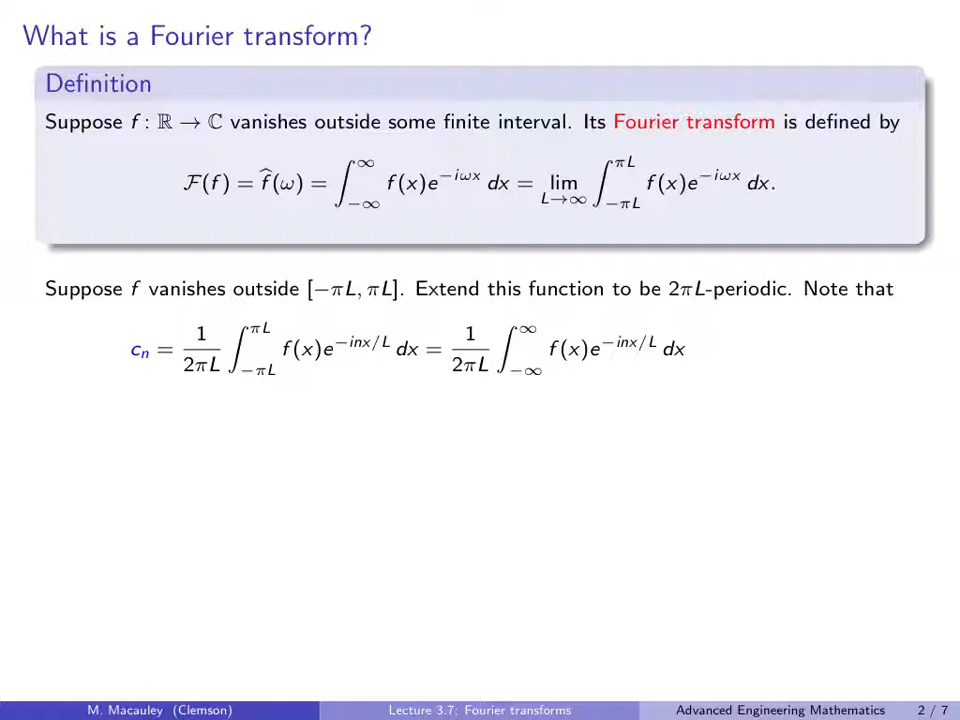 What is a Fourier transform?
Definition
Suppose f : ℝ → ℂ vanishes outside some finite interval. Its Fourier transform is defined by
ℱ(f) = f̂(ω) = ∫_{−∞}^{∞} f(x)e^{−iωx} dx = lim_{L→∞} ∫_{−πL}^{πL} f(x)e^{−iωx} dx.
Suppose f vanishes outside [−πL, πL]. Extend this function to be 2πL-periodic. Note that
c_n = \frac{1}{2πL} ∫_{−πL}^{πL} f(x)e^{−inx/L} dx = \frac{1}{2πL} ∫_{−∞}^{∞} f(x)e^{−inx/L} dx
M. Macauley (Clemson) Lecture 3.7: Fourier transforms Advanced Engineering Mathematics 2 / 7